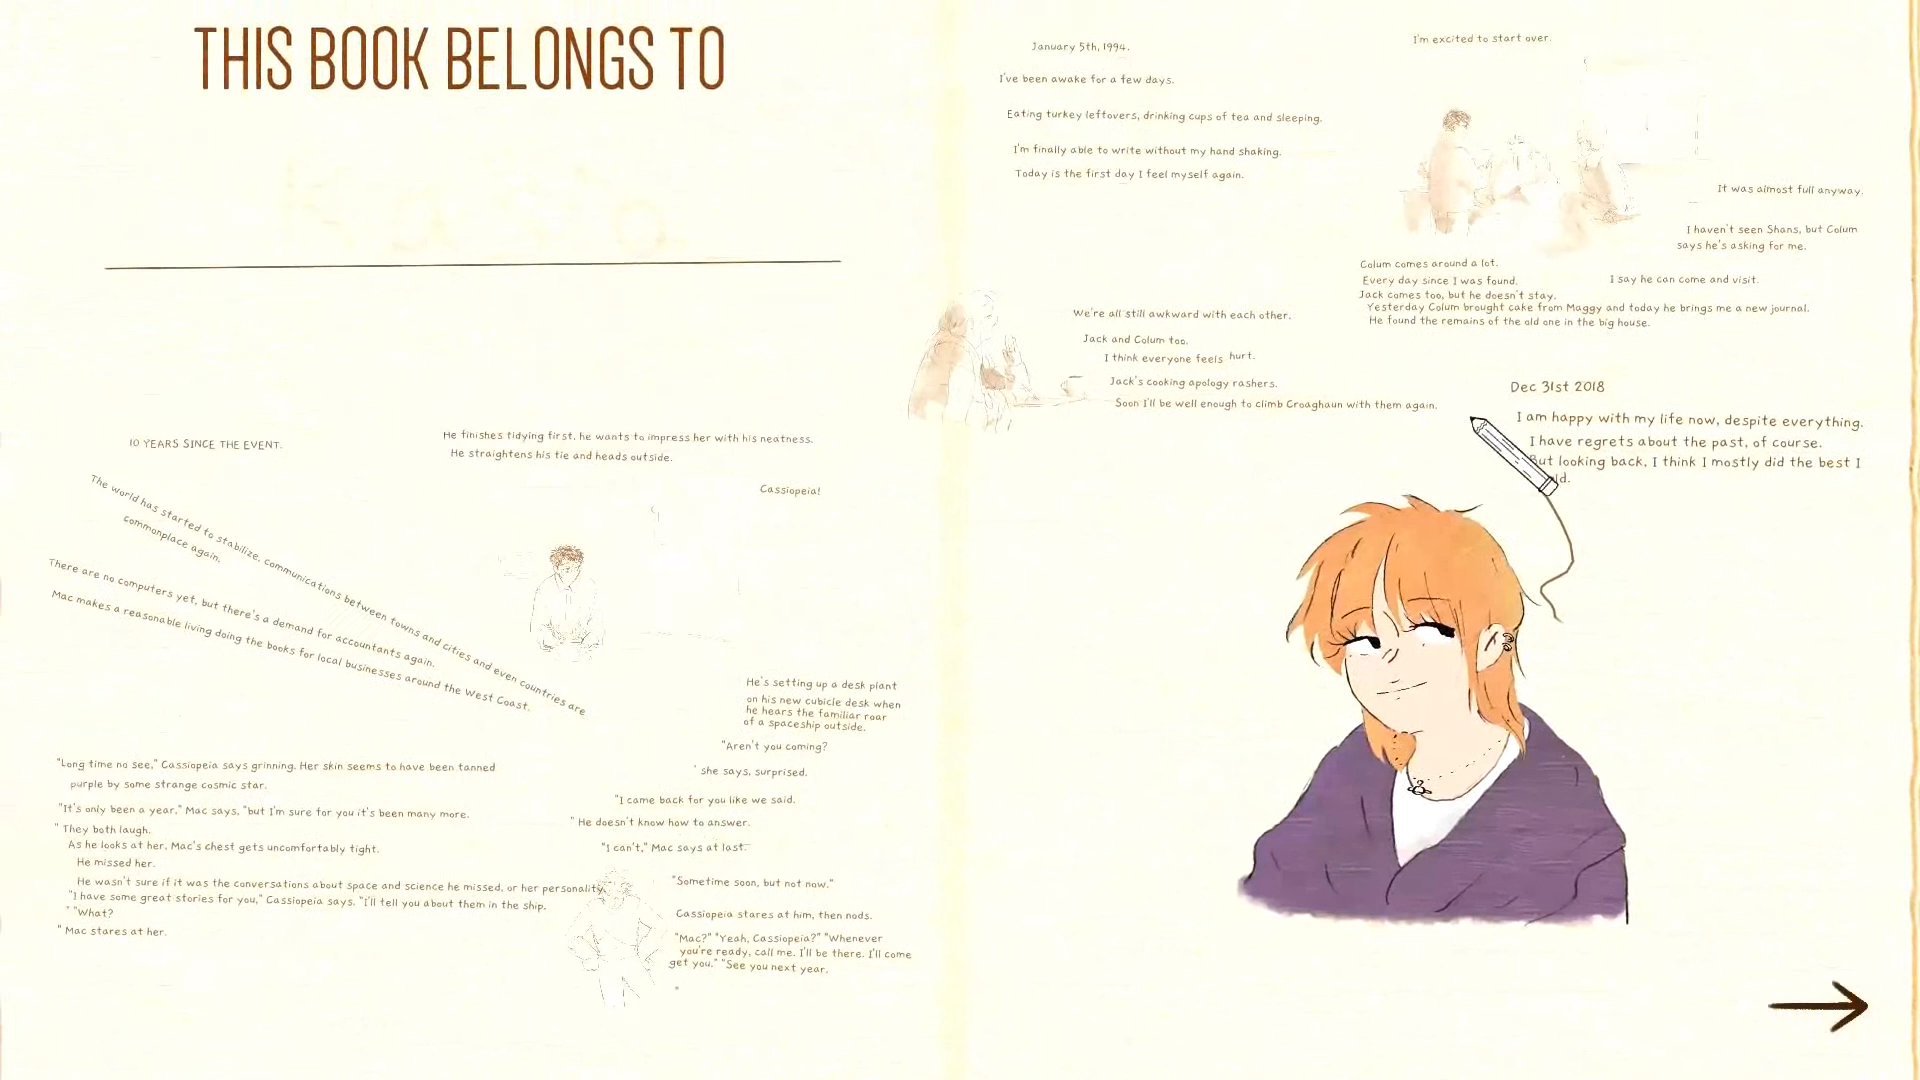 THIS BOOK BELONGS TO
10 YEARS SINCE THE EVENT.
The world has started to stabilize, communications between towns and cities and even countries are
commonplace again.
There are no computers yet, but there's a demand for accountants again.
Mac makes a reasonable living doing the books for local businesses around the West Coast.
He finishes tidying first, he wants to impress her with his neatness.
He straightens his tie and heads outside.
Cassiopeia!
He's setting up a desk plant
on his new cubicle desk when
he hears the familiar roar
of a spaceship outside.
"Long time no see," Cassiopeia says grinning. Her skin seems to have been tanned
purple by some strange cosmic star.
"It's only been a year," Mac says, "but I'm sure for you it's been many more.
" They both laugh.
As he looks at her, Mac's chest gets uncomfortably tight.
He missed her.
He wasn't sure if it was the conversations about space and science he missed, or her personality.
"I have some great stories for you," Cassiopeia says. "I'll tell you about them in the ship.
" "What?
" Mac stares at her.
"Aren't you coming?
" she says, surprised.
"I came back for you like we said.
" He doesn't know how to answer.
"I can't," Mac says at last.
"Sometime soon, but not now."
Cassiopeia stares at him, then nods.
"Mac?" "Yeah, Cassiopeia?" "Whenever
you're ready, call me. I'll be there. I'll come
get you." "See you next year.
"
January 5th, 1994.
I've been awake for a few days.
Eating turkey leftovers, drinking cups of tea and sleeping.
I'm finally able to write without my hand shaking.
Today is the first day I feel myself again.
I'm excited to start over.
It was almost full anyway.
I haven't seen Shans, but Colum
says he's asking for me.
I say he can come and visit.
Colum comes around a lot.
Every day since I was found.
Jack comes too, but he doesn't stay.
Yesterday Colum brought cake from Maggy and today he brings me a new journal.
He found the remains of the old one in the big house.
We're all still awkward with each other.
Jack and Colum too.
I think everyone feels hurt.
Jack's cooking apology rashers.
Soon I'll be well enough to climb Croaghaun with them again.
Dec 31st 2018
I am happy with my life now, despite everything.
I have regrets about the past, of course.
But looking back, I think I mostly did the best I